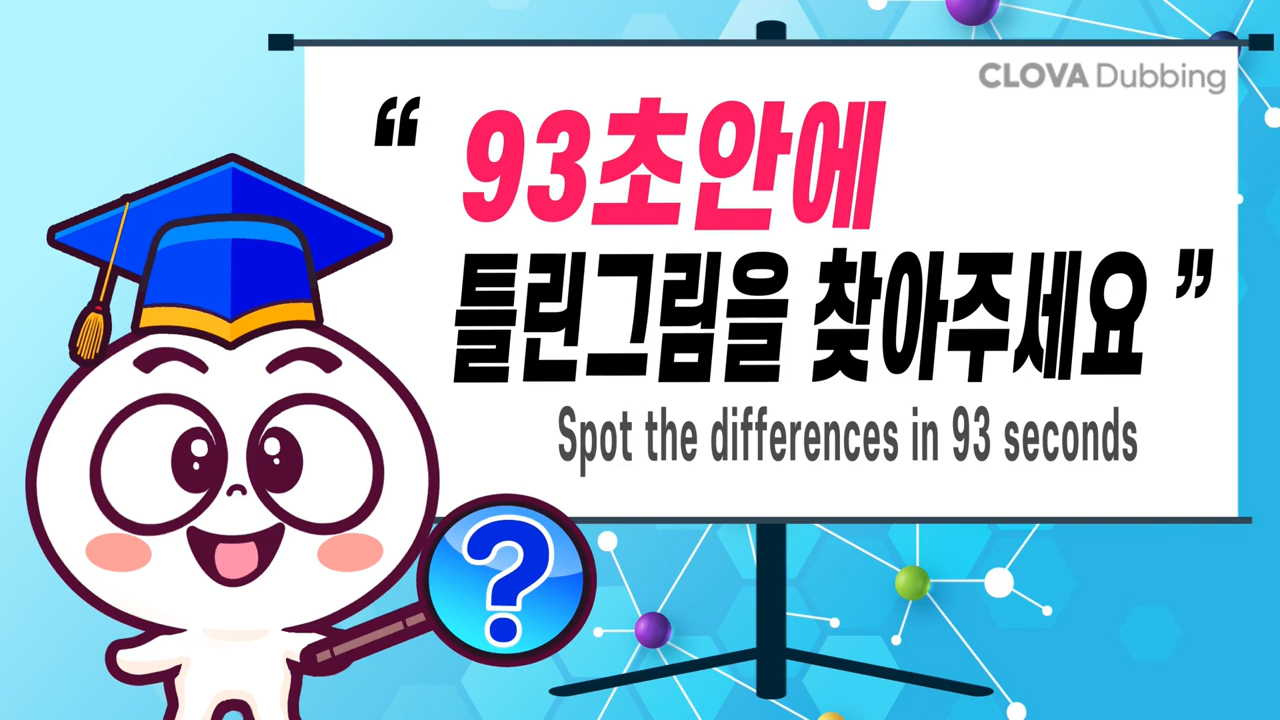 CLOVA Dubbing
“ 93초안에
틀린그림을 찾아주세요 ”
Spot the differences in 93 seconds
?